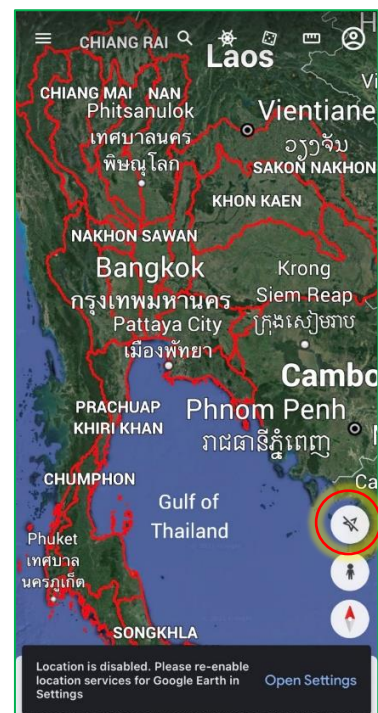 CHIANG RAI
H
Laos
CHIANG MAI
NAN
Vi
Phitsanulok
เทศบาลนคร
พิษณุโลก
Vientiane
ວຽງຈັນ
SAKON NAKHON
KHON KAEN
NAKHON SAWAN
Bangkok
กรุงเทพมหานคร
Krong
Siem Reap
ក្រុងសៀមរាប
Pattaya City
เมืองพัทยา
Cambo
PRACHUAP
KHIRI KHAN
Phnom Penh
រាជធានីភ្នំពេញ
CHUMPHON
Ca
Gulf of
Thailand
Phuket
เทศบาล
นครภูเก็ต
SONGKHLA
Location is disabled. Please re-enable
location services for Google Earth in
Settings
Open Settings